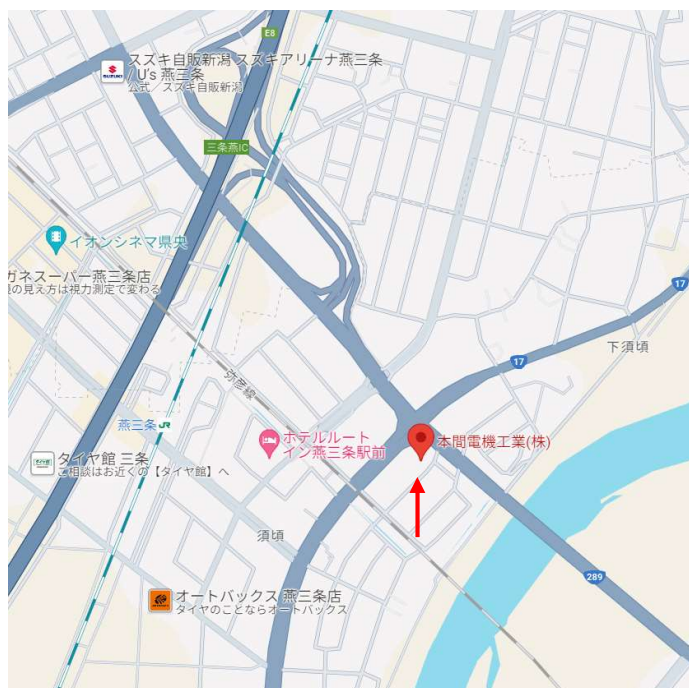 E8
スズキ自販新潟 スズキアリーナ燕三条
/ U's 燕三条
公式／スズキ自販新潟
SUZUKI
三条燕IC
イオンシネマ県央
ガネスーパー燕三条店
の見え方は視力測定で変わる
17
下須頃
17
弥彦線
燕三条 JR
ホテルルート
イン燕三条駅前
本間電機工業(株)
タイヤ館 三条
ご相談はお近くの【タイヤ館】へ
須頃
289
オートバックス 燕三条店
タイヤのことならオートバックス